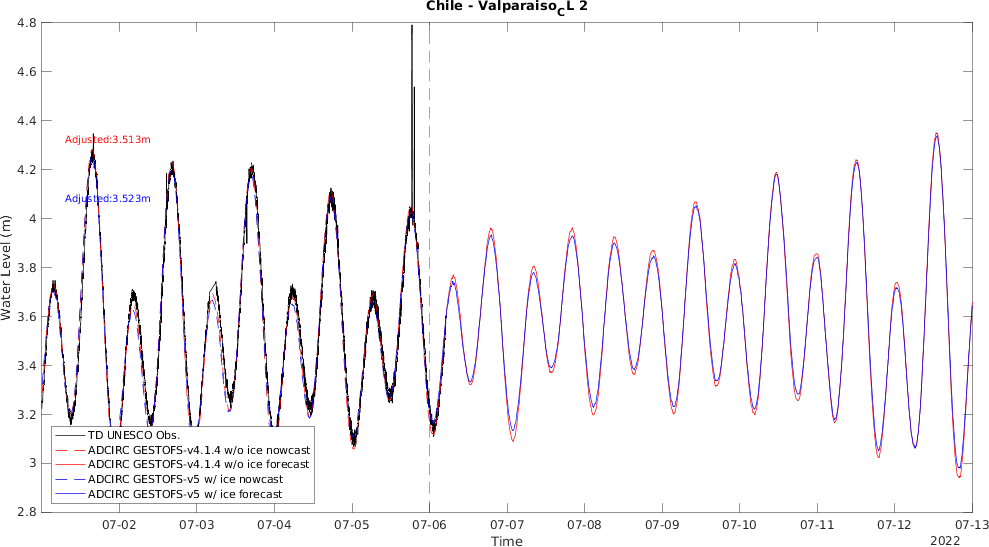 Chile - Valparaiso_CL 2
Adjusted:3.513m
Adjusted:3.523m
Water Level (m)
4.8
4.6
4.4
4.2
4
3.8
3.6
3.4
3.2
3
2.8
TD UNESCO Obs.
ADCIRC GESTOFS-v4.1.4 w/o ice nowcast
ADCIRC GESTOFS-v4.1.4 w/o ice forecast
ADCIRC GESTOFS-v5 w/ ice nowcast
ADCIRC GESTOFS-v5 w/ ice forecast
07-02 07-03 07-04 07-05 07-06 07-07 07-08 07-09 07-10 07-11 07-12 07-13
Time
2022